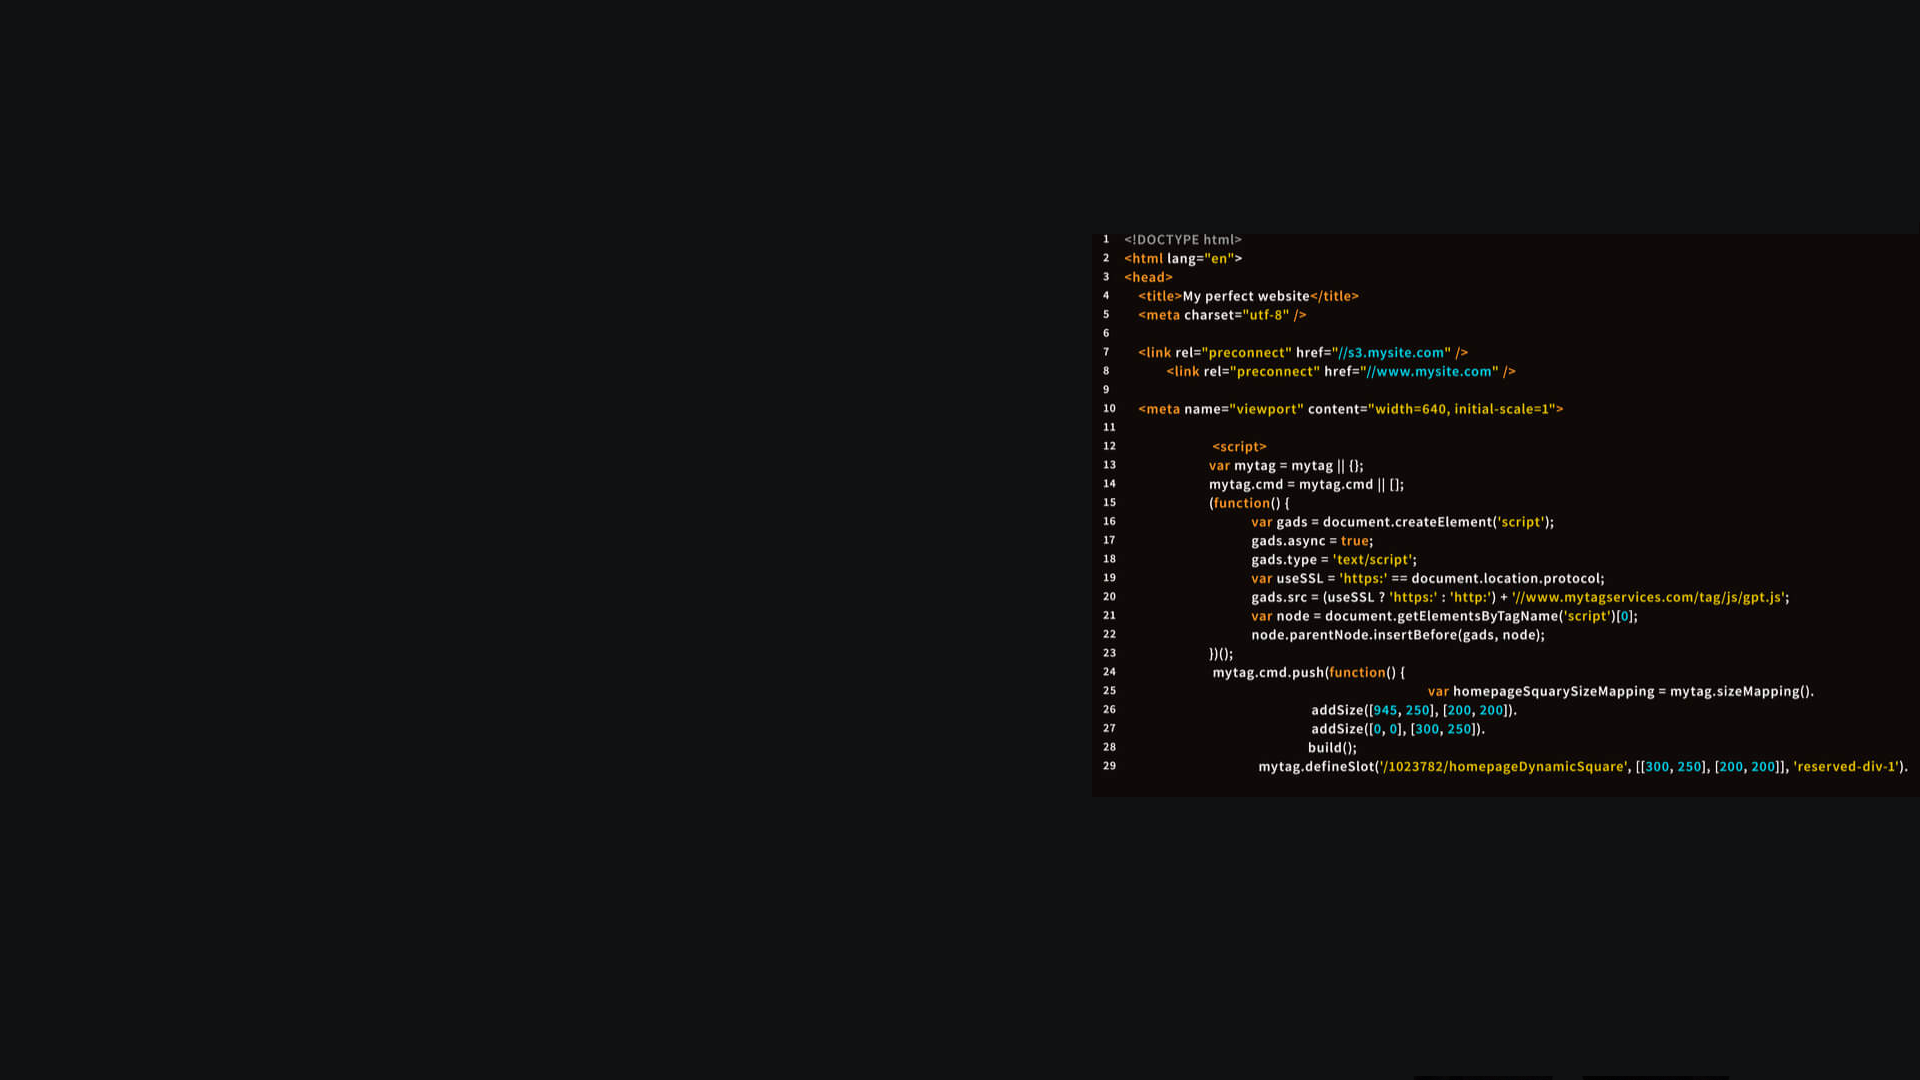 1 <!DOCTYPE html>
2 <html lang="en">
3 <head>
4 <title>My perfect website</title>
5 <meta charset="utf-8" />
6
7 <link rel="preconnect" href="//s3.mysite.com" />
8 <link rel="preconnect" href="//www.mysite.com" />
9
10 <meta name="viewport" content="width=640, initial-scale=1">
11
12 <script>
13 var mytag = mytag || {};
14 mytag.cmd = mytag.cmd || [];
15 (function() {
16 var gads = document.createElement('script');
17 gads.async = true;
18 gads.type = 'text/script';
19 var useSSL = 'https:' == document.location.protocol;
20 gads.src = (useSSL ? 'https:' : 'http:') + '//www.mytagservices.com/tag/js/gpt.js';
21 var node = document.getElementsByTagName('script')[0];
22 node.parentNode.insertBefore(gads, node);
23 })();
24 mytag.cmd.push(function() {
25 var homepageSquarySizeMapping = mytag.sizeMapping().
26 addSize([945, 250], [200, 200]).
27 addSize([0, 0], [300, 250]).
28 build();
29 mytag.defineSlot('/1023782/homepageDynamicSquare', [[300, 250], [200, 200]], 'reserved-div-1').